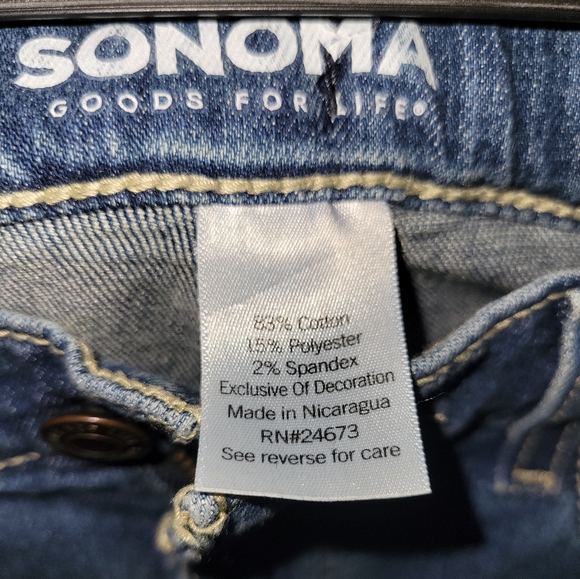 SONOMA
GOODS FOR LIFE®
83% Cotton
15% Polyester
2% Spandex
Exclusive Of Decoration
Made in Nicaragua
RN#24673
See reverse for care